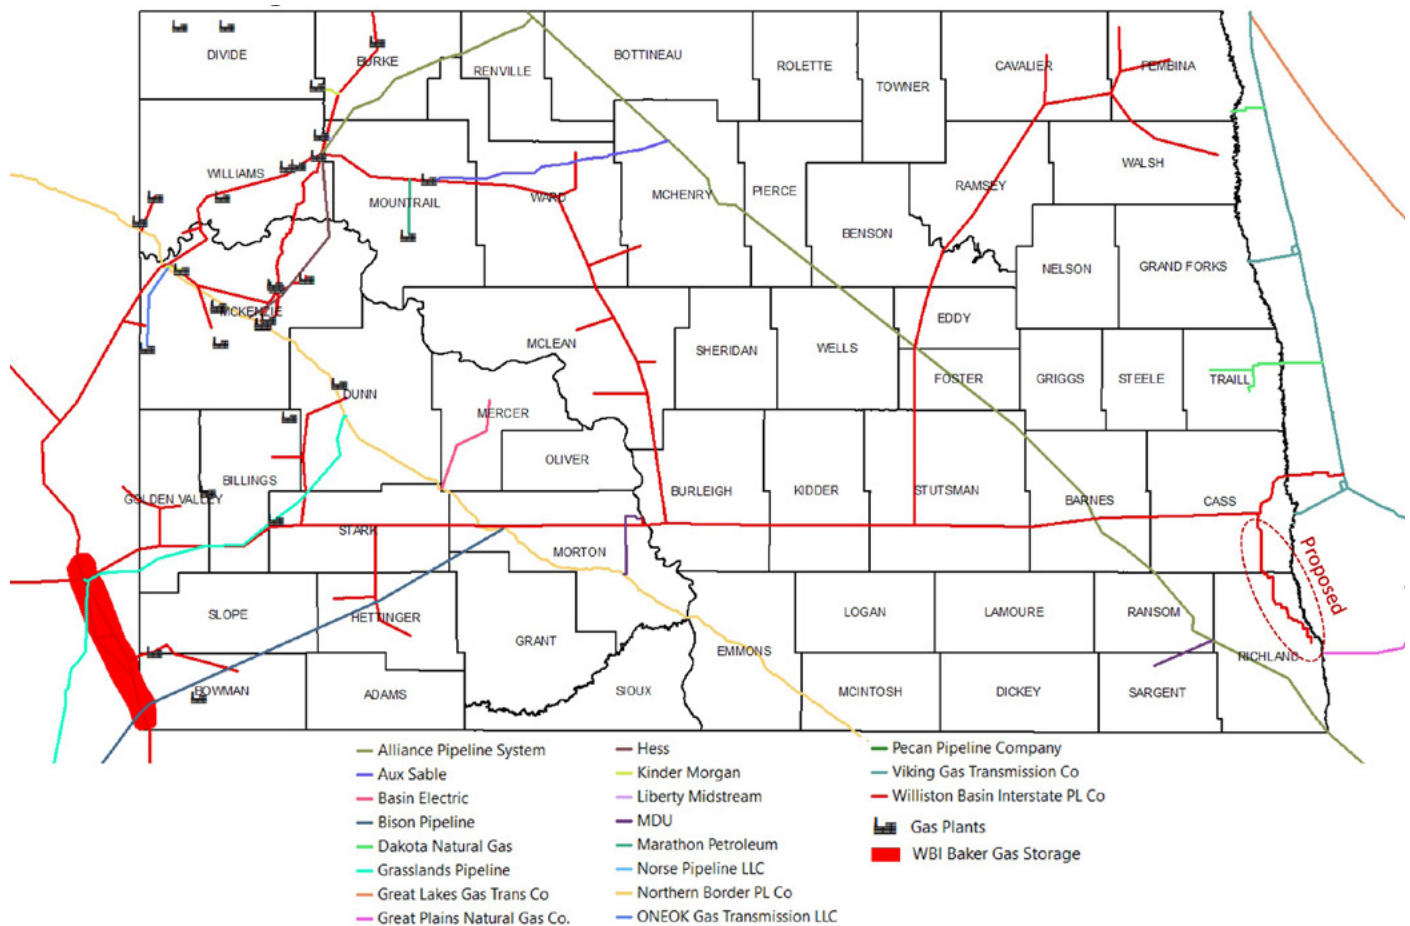 DIVIDE
BURKE
RENVILLE
BOTTINEAU
ROLETTE
TOWNER
CAVALIER
PEMBINA
WALSH
WILLIAMS
MOUNTRAIL
WARD
MCHENRY
PIERCE
RAMSEY
BENSON
NELSON
GRAND FORKS
MCKENZIE
MCLEAN
SHERIDAN
WELLS
EDDY
FOSTER
GRIGGS
STEELE
TRAILL
DUNN
MERCER
OLIVER
BILLINGS
GOLDEN VALLEY
BURLEIGH
KIDDER
STUTSMAN
BARNES
CASS
STARK
MORTON
Proposed
SLOPE
HETTINGER
GRANT
EMMONS
LOGAN
LAMOURE
RANSOM
RICHLAND
BOWMAN
ADAMS
SIOUX
MCINTOSH
DICKEY
SARGENT
Alliance Pipeline System
Aux Sable
Basin Electric
Bison Pipeline
Dakota Natural Gas
Grasslands Pipeline
Great Lakes Gas Trans Co
Great Plains Natural Gas Co.
Hess
Kinder Morgan
Liberty Midstream
MDU
Marathon Petroleum
Norse Pipeline LLC
Northern Border PL Co
ONEOK Gas Transmission LLC
Pecan Pipeline Company
Viking Gas Transmission Co
Williston Basin Interstate PL Co
Gas Plants
WBI Baker Gas Storage